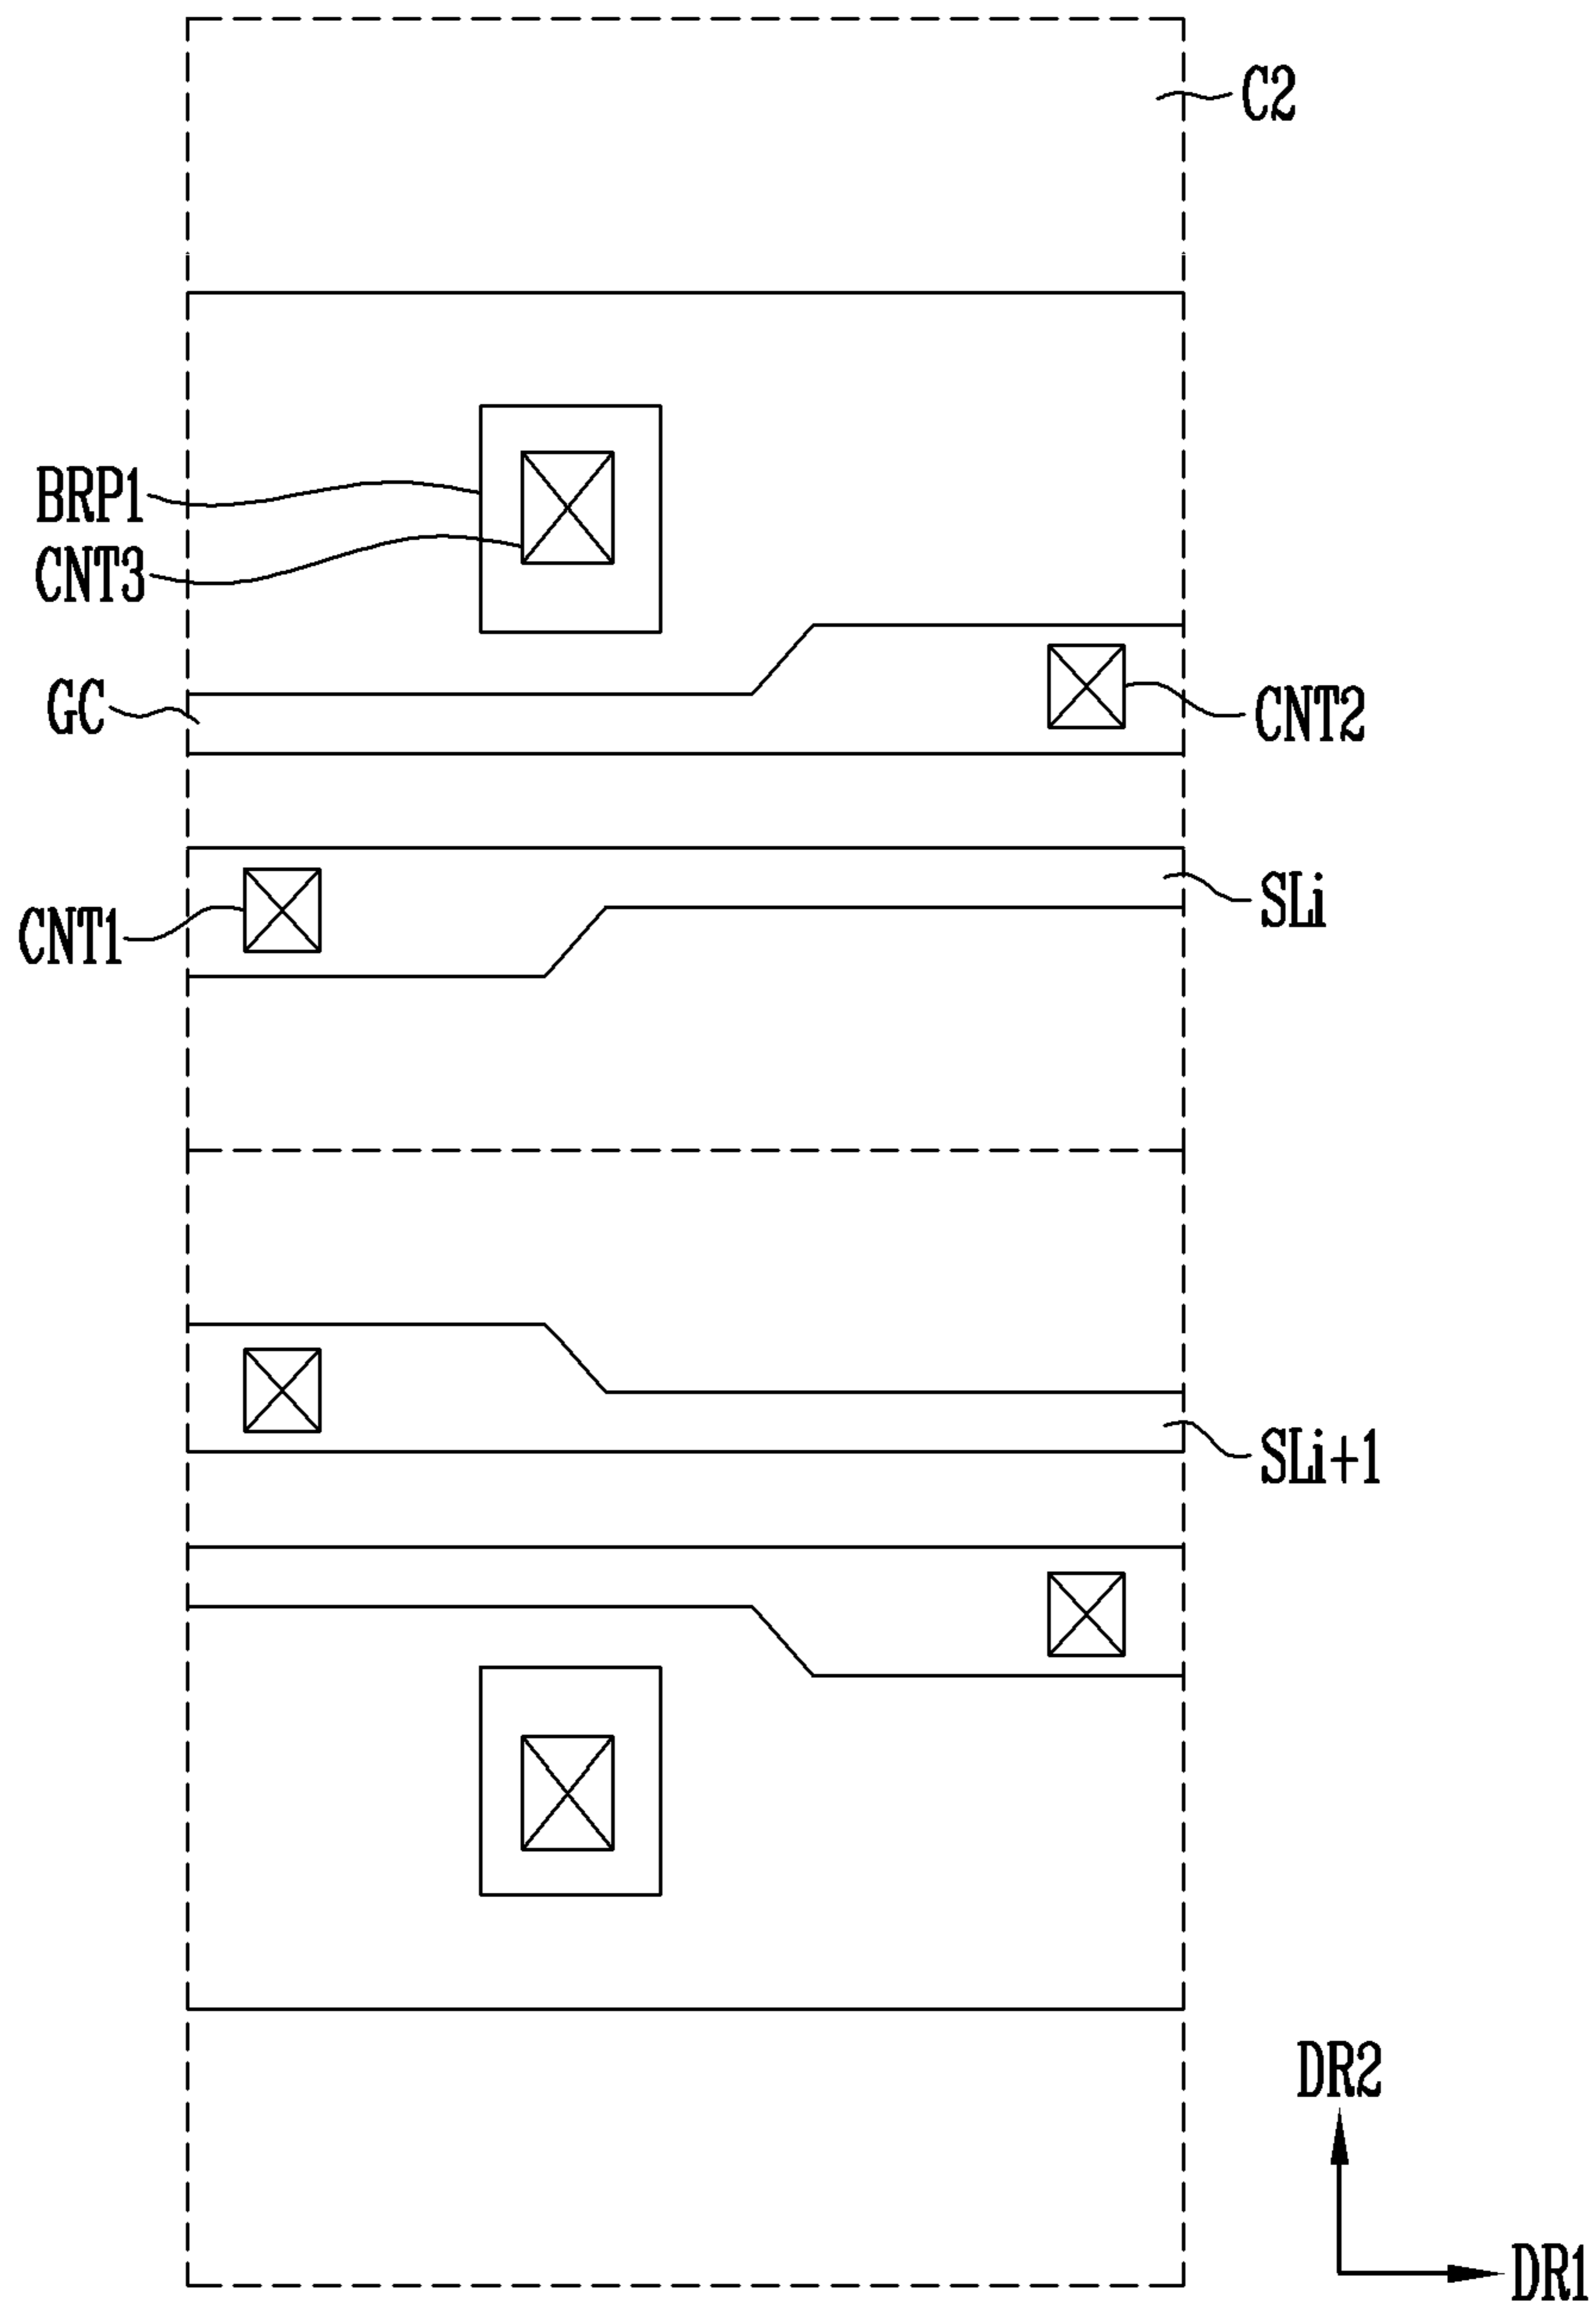 C2
BRP1
CNT3
GC
CNT2
SLi
CNT1
SLi+1
DR2
DR1